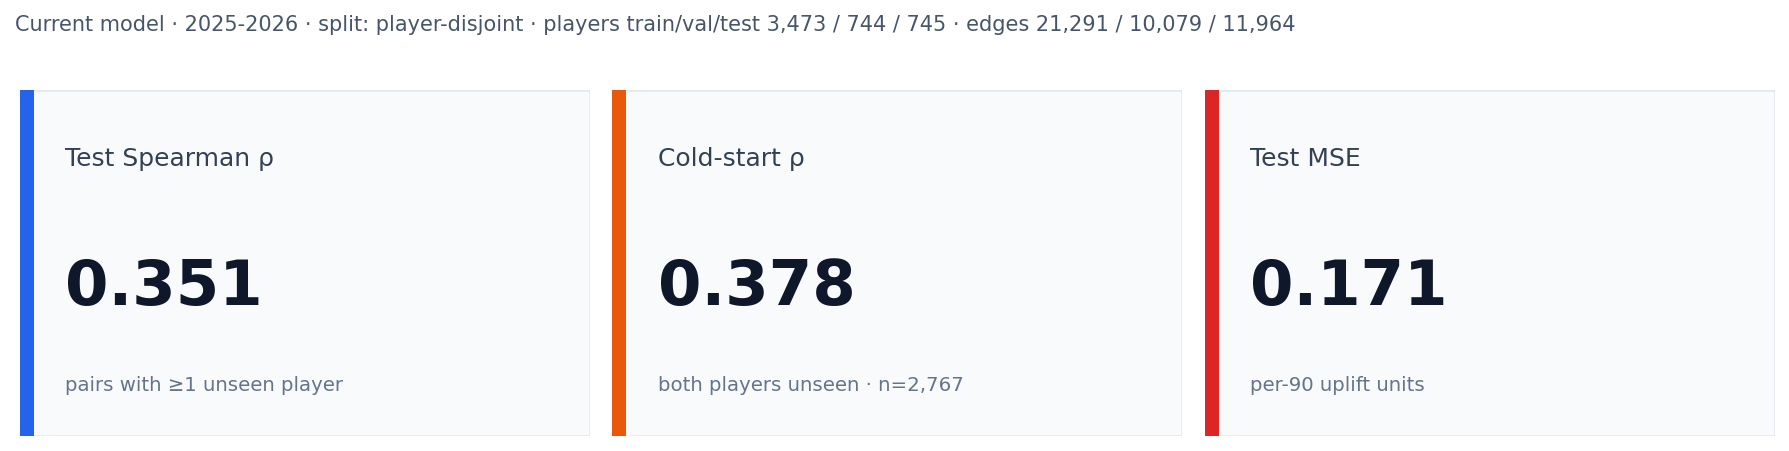 Current model · 2025-2026 · split: player-disjoint · players train/val/test 3,473 / 744 / 745 · edges 21,291 / 10,079 / 11,964
Test Spearman ρ
0.351
pairs with ≥1 unseen player
Cold-start ρ
0.378
both players unseen · n=2,767
Test MSE
0.171
per-90 uplift units